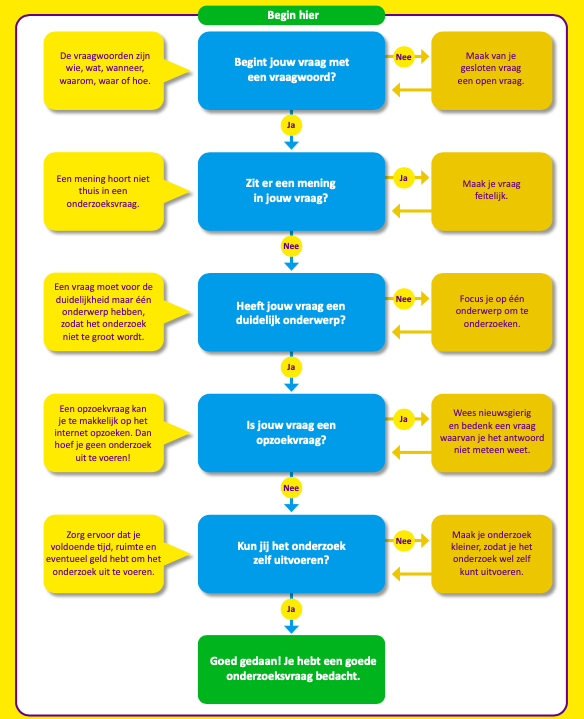 Begin hier
De vraagwoorden zijn
wie, wat, wanneer,
waarom, waar of hoe.
Begint jouw vraag met
een vraagwoord?
Nee
Maak van je
gesloten vraag
een open vraag.
Ja
Een mening hoort niet
thuis in een
onderzoeksvraag.
Zit er een mening
in jouw vraag?
Ja
Maak je vraag
feitelijk.
Nee
Een vraag moet voor de
duidelijkheid maar één
onderwerp hebben,
zodat het onderzoek
niet te groot wordt.
Heeft jouw vraag een
duidelijk onderwerp?
Nee
Focus je op één
onderwerp om te
onderzoeken.
Ja
Een opzoekvraag kan
je te makkelijk op het
internet opzoeken. Dan
hoef je geen onderzoek
uit te voeren!
Is jouw vraag een
opzoekvraag?
Ja
Wees nieuwsgierig
en bedenk een vraag
waarvan je het antwoord
niet meteen weet.
Nee
Zorg ervoor dat je
voldoende tijd, ruimte en
eventueel geld hebt om het
onderzoek uit te voeren.
Kun jij het onderzoek
zelf uitvoeren?
Nee
Maak je onderzoek
kleiner, zodat je het
onderzoek wel zelf
kunt uitvoeren.
Ja
Goed gedaan! Je hebt een goede
onderzoeksvraag bedacht.